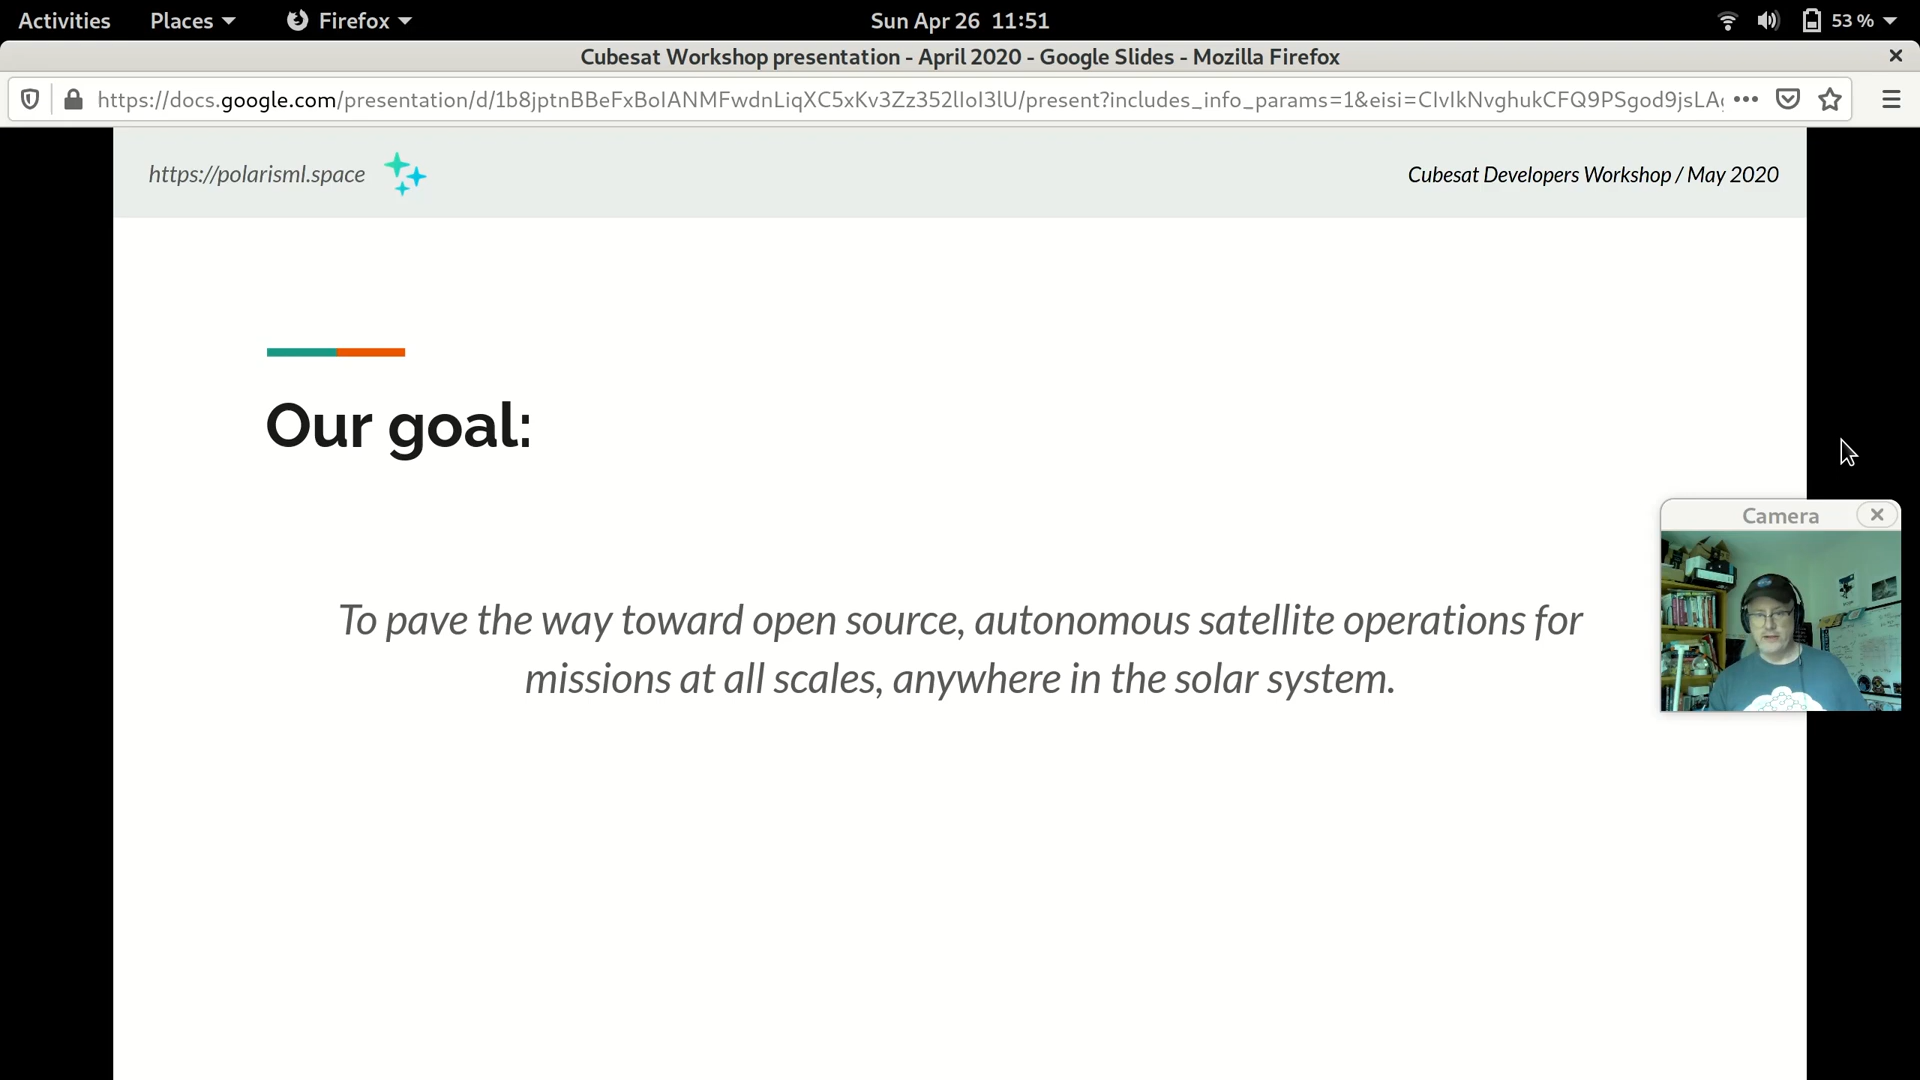 Activities Places Firefox Sun Apr 26 11:51 53 %
Cubesat Workshop presentation - April 2020 - Google Slides - Mozilla Firefox
https://docs.google.com/presentation/d/1b8jptnBBeFxBoIANMFwdnLiqXC5xKv3Zz352lIoI3lU/present?includes_info_params=1&eisi=CIvIkNvghukCFQ9PSgod9jsLA
https://polarisml.space Cubesat Developers Workshop / May 2020
Our goal:
Camera
To pave the way toward open source, autonomous satellite operations for
missions at all scales, anywhere in the solar system.